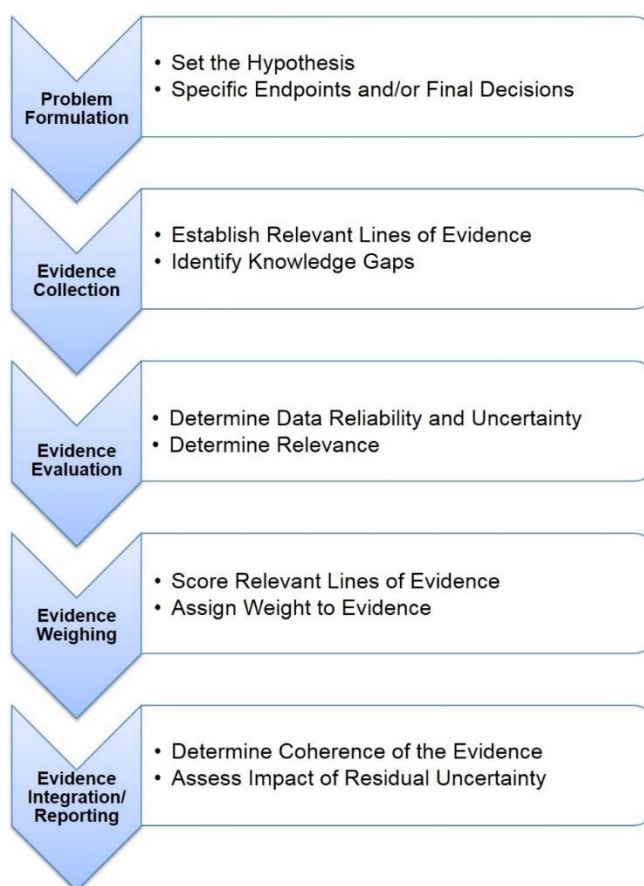 Problem
Formulation
• Set the Hypothesis
• Specific Endpoints and/or Final Decisions
Evidence
Collection
• Establish Relevant Lines of Evidence
• Identify Knowledge Gaps
Evidence
Evaluation
• Determine Data Reliability and Uncertainty
• Determine Relevance
Evidence
Weighing
• Score Relevant Lines of Evidence
• Assign Weight to Evidence
Evidence
Integration/
Reporting
• Determine Coherence of the Evidence
• Assess Impact of Residual Uncertainty